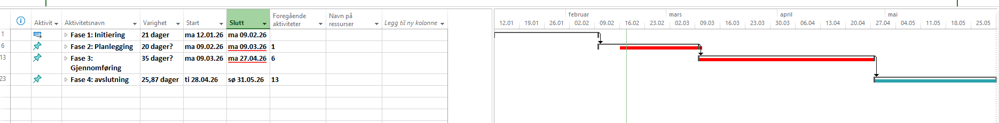 februar mars april mai
Aktivit Aktivitetsnavn Varighet Start Slutt Foregående aktiviteter Navn på ressurser Legg til ny kolonne
12.01 19.01 26.01 02.02 09.02 16.02 23.02 02.03 09.03 16.03 23.03 30.03 06.04 13.04 20.04 27.04 04.05 11.05 18.05 25.05
1 Fase 1: Initiering 21 dager ma 12.01.26 ma 09.02.26
6 Fase 2: Planlegging 20 dager? ma 09.02.26 ma 09.03.26 1
13 Fase 3: Gjennomføring 35 dager? ma 09.03.26 ma 27.04.26 6
23 Fase 4: avslutning 25,87 dager ti 28.04.26 sø 31.05.26 13